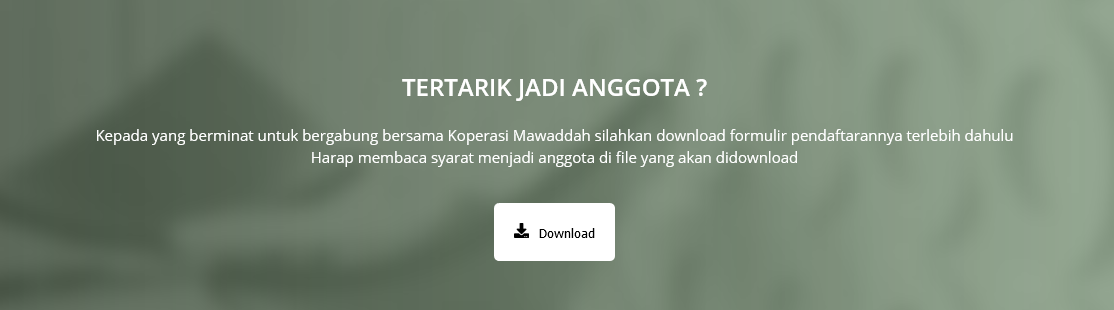 TERTARIK JADI ANGGOTA ?
Kepada yang berminat untuk bergabung bersama Koperasi Mawaddah silahkan download formulir pendaftarannya terlebih dahulu
Harap membaca syarat menjadi anggota di file yang akan didownload
Download